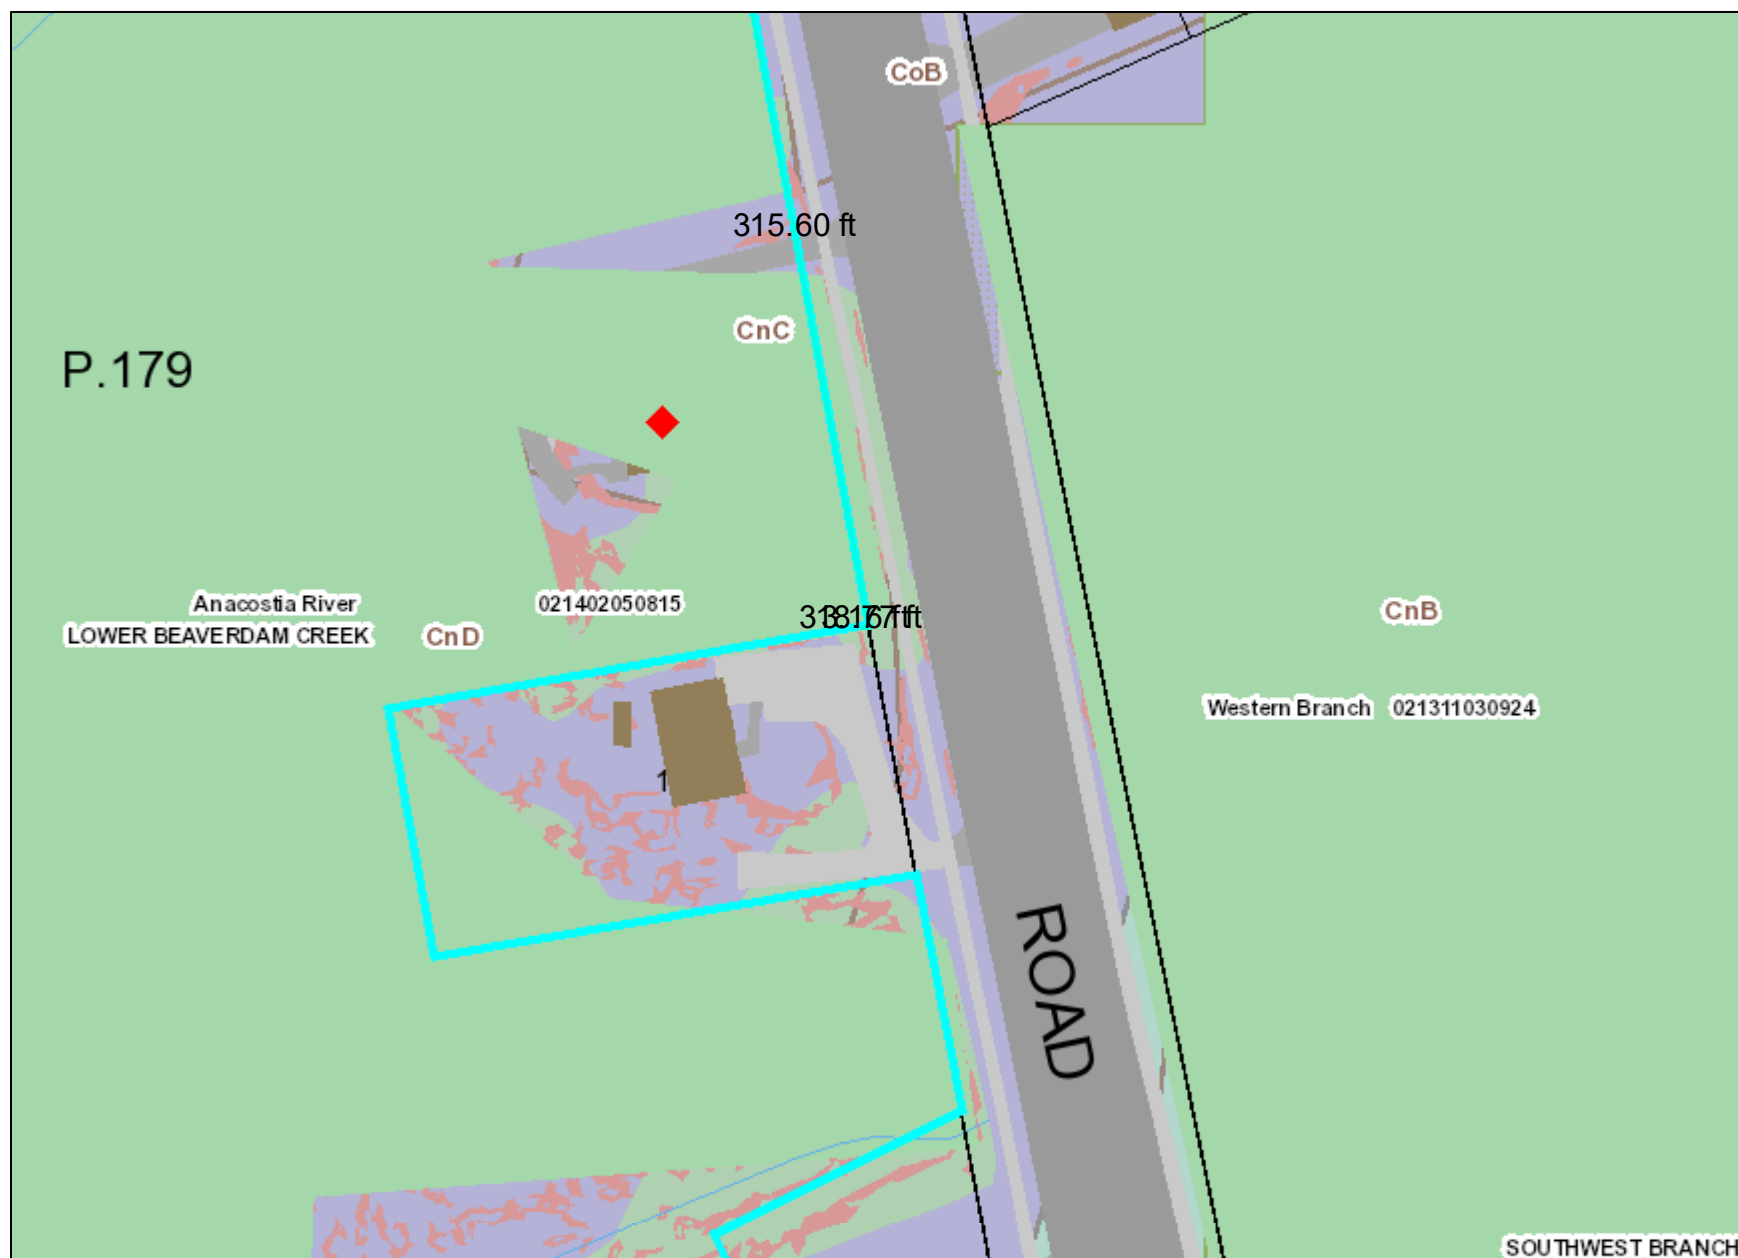 CoB
315.60 ft
CnC
P.179
Anacostia River
021402050815
LOWER BEAVERDAM CREEK
CnD
CnB
Western Branch
021311030924
1
ROAD
SOUTHWEST BRANCH